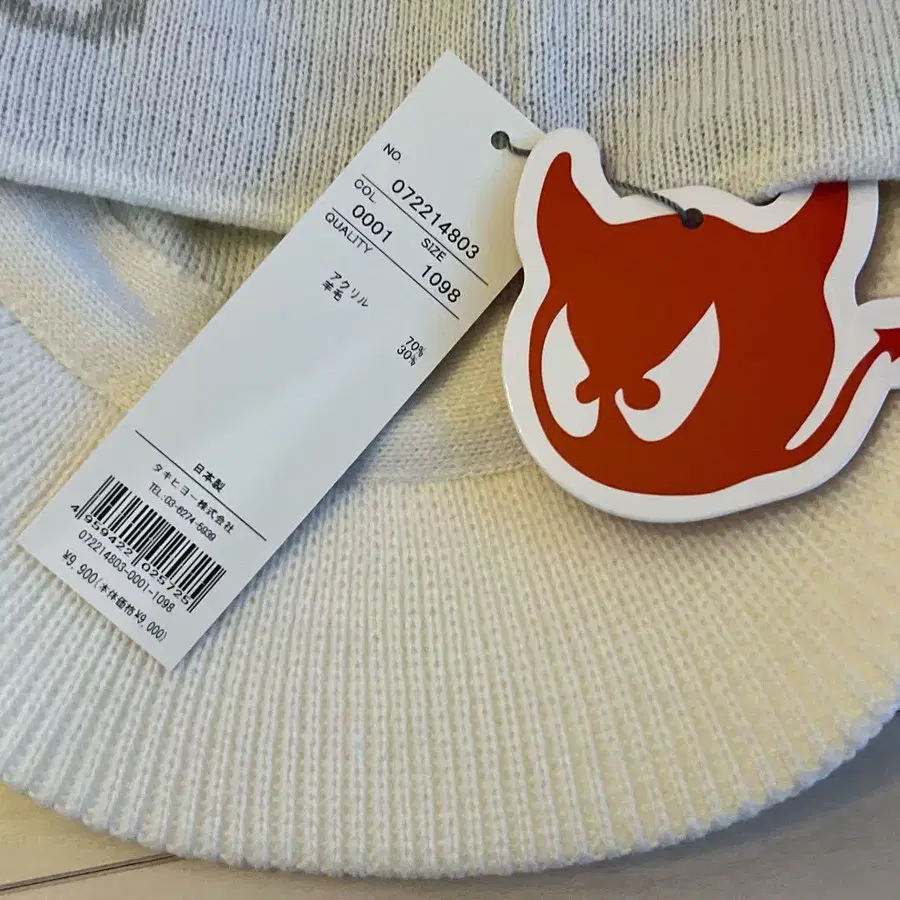 NO.
072214803
COL SIZE
0001 1098
QUALITY
アクリル 70%
羊毛 30%
日本製
タキヒヨー株式会社
TEL:03-6274-5939
4 959422 025725
072214803-0001-1098
¥9,900(本体価格¥9,000)